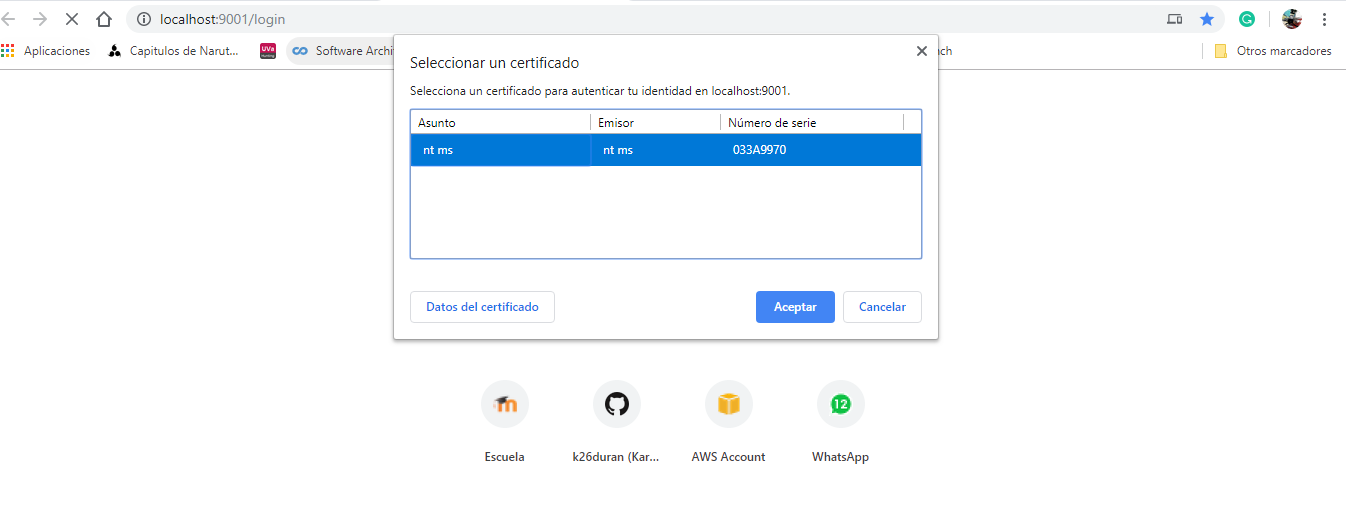 localhost:9001/login
Aplicaciones Capitulos de Narut... UVa Software Archi ch Otros marcadores
Seleccionar un certificado
Selecciona un certificado para autenticar tu identidad en localhost:9001.
Asunto Emisor Número de serie
nt ms nt ms 033A9970
Datos del certificado Aceptar Cancelar
12
Escuela k26duran (Kar... AWS Account WhatsApp